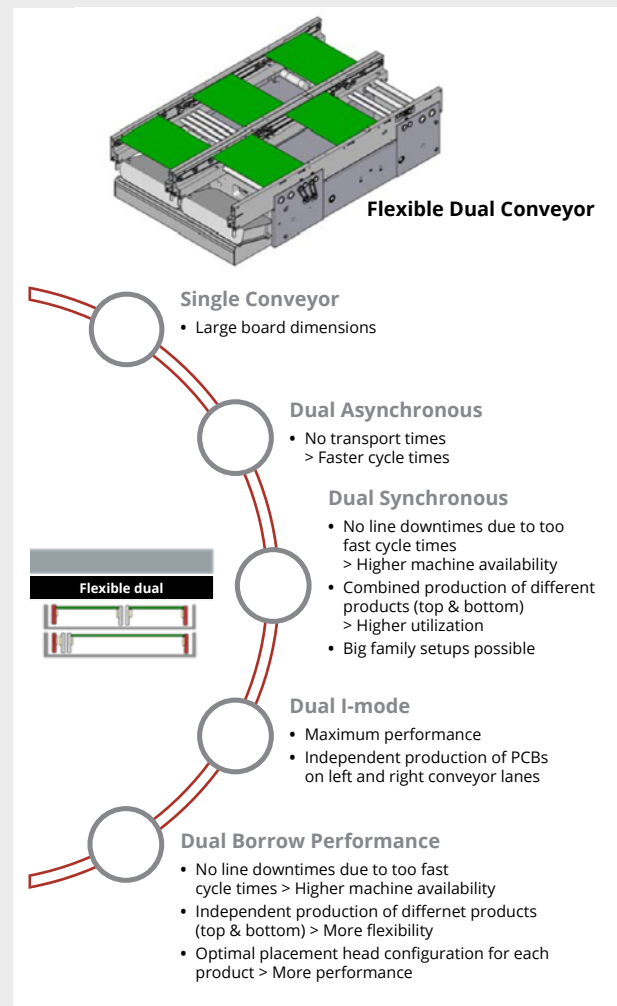 Flexible Dual Conveyor
Single Conveyor
• Large board dimensions
Dual Asynchronous
• No transport times
> Faster cycle times
Dual Synchronous
• No line downtimes due to too
fast cycle times
> Higher machine availability
• Combined production of different
products (top & bottom)
> Higher utilization
• Big family setups possible
Flexible dual
Dual I-mode
• Maximum performance
• Independent production of PCBs
on left and right conveyor lanes
Dual Borrow Performance
• No line downtimes due to too fast
cycle times > Higher machine availability
• Independent production of differnet products
(top & bottom) > More flexibility
• Optimal placement head configuration for each
product > More performance